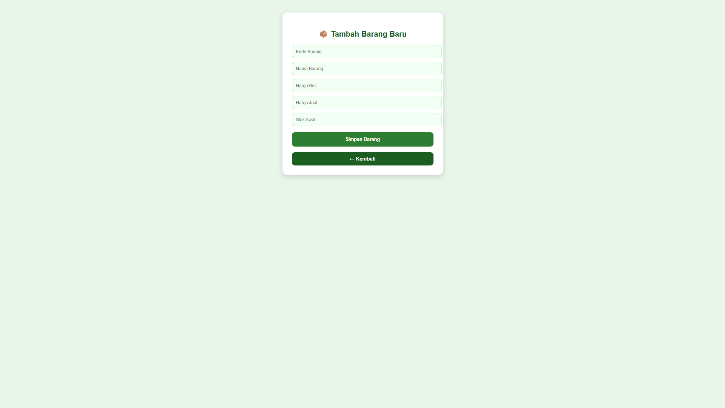 Tambah Barang Baru
Kode Barang
Nama Barang
Harga Beli
Harga Jual
Stok Awal
Simpan Barang
← Kembali